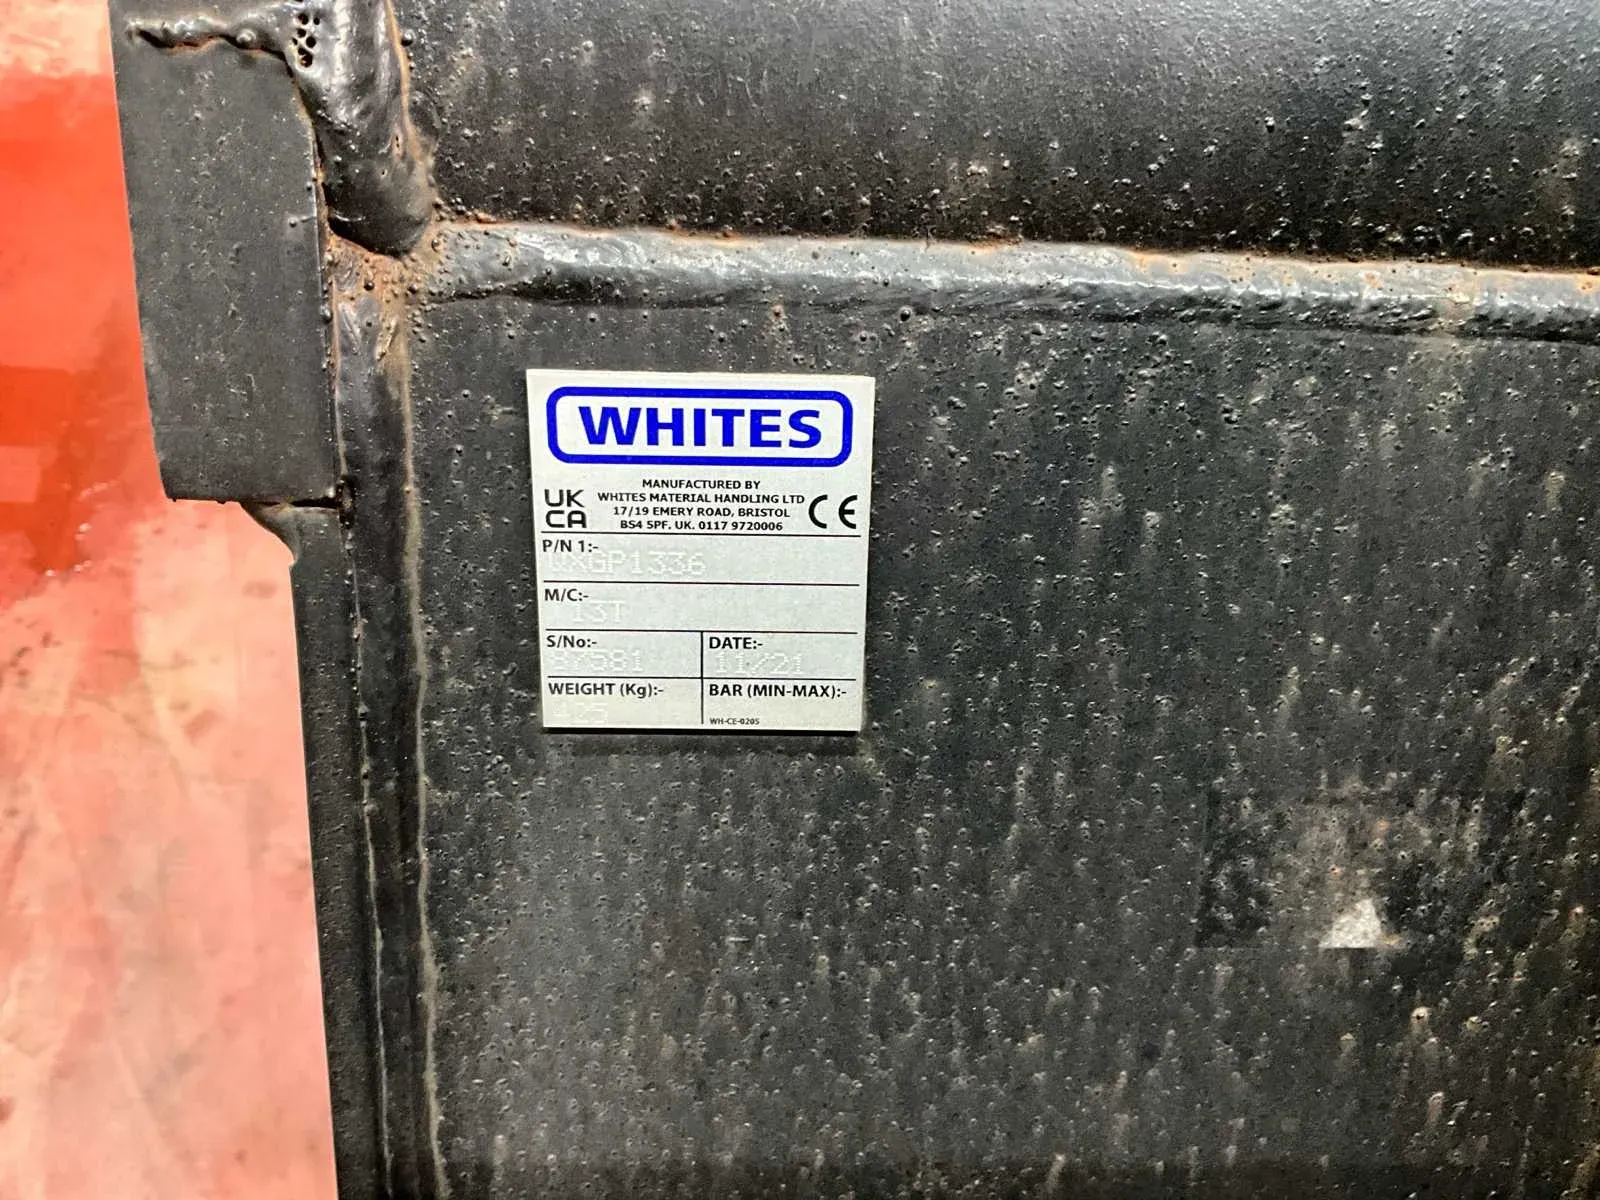 WHITES
MANUFACTURED BY
WHITES MATERIAL HANDLING LTD
17/19 EMERY ROAD, BRISTOL
BS4 5PF. UK. 0117 9720006
UK
CA
CE
P/N 1:-
M/C:-
13T
S/No:-
DATE:-
11/21
WEIGHT (Kg):-
425
BAR (MIN-MAX):-
WH-CE-0205